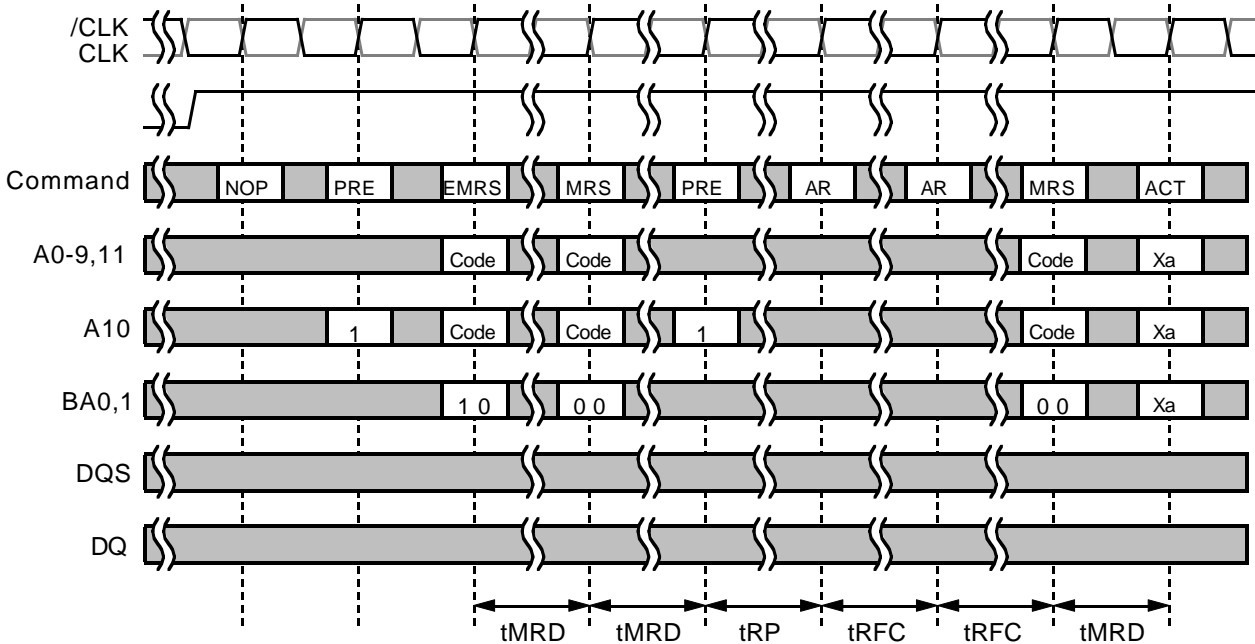 /CLK
CLK
Command NOP PRE EMRS MRS PRE AR AR MRS ACT
A0-9,11 Code Code Code Xa
A10 1 Code Code 1 Code Xa
BA0,1 1 0 0 0 0 0 Xa
DQS
DQ
tMRD tMRD tRP tRFC tRFC tMRD